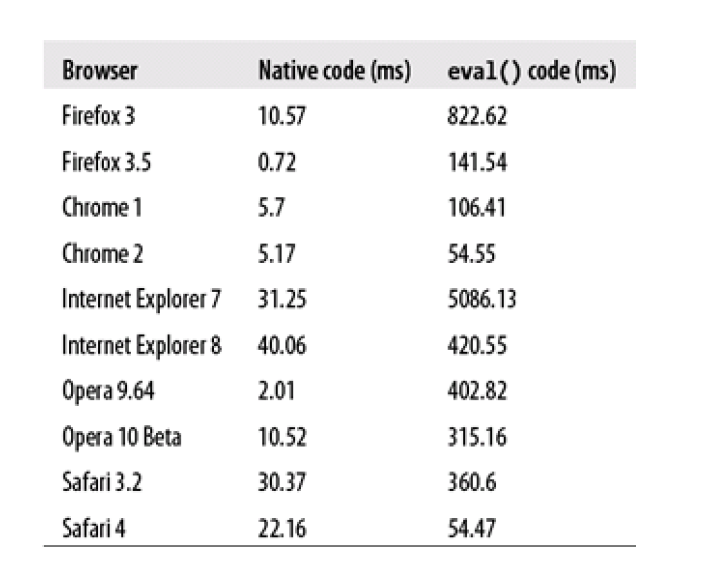 Browser Native code (ms) eval() code (ms)
Firefox 3 10.57 822.62
Firefox 3.5 0.72 141.54
Chrome 1 5.7 106.41
Chrome 2 5.17 54.55
Internet Explorer 7 31.25 5086.13
Internet Explorer 8 40.06 420.55
Opera 9.64 2.01 402.82
Opera 10 Beta 10.52 315.16
Safari 3.2 30.37 360.6
Safari 4 22.16 54.47